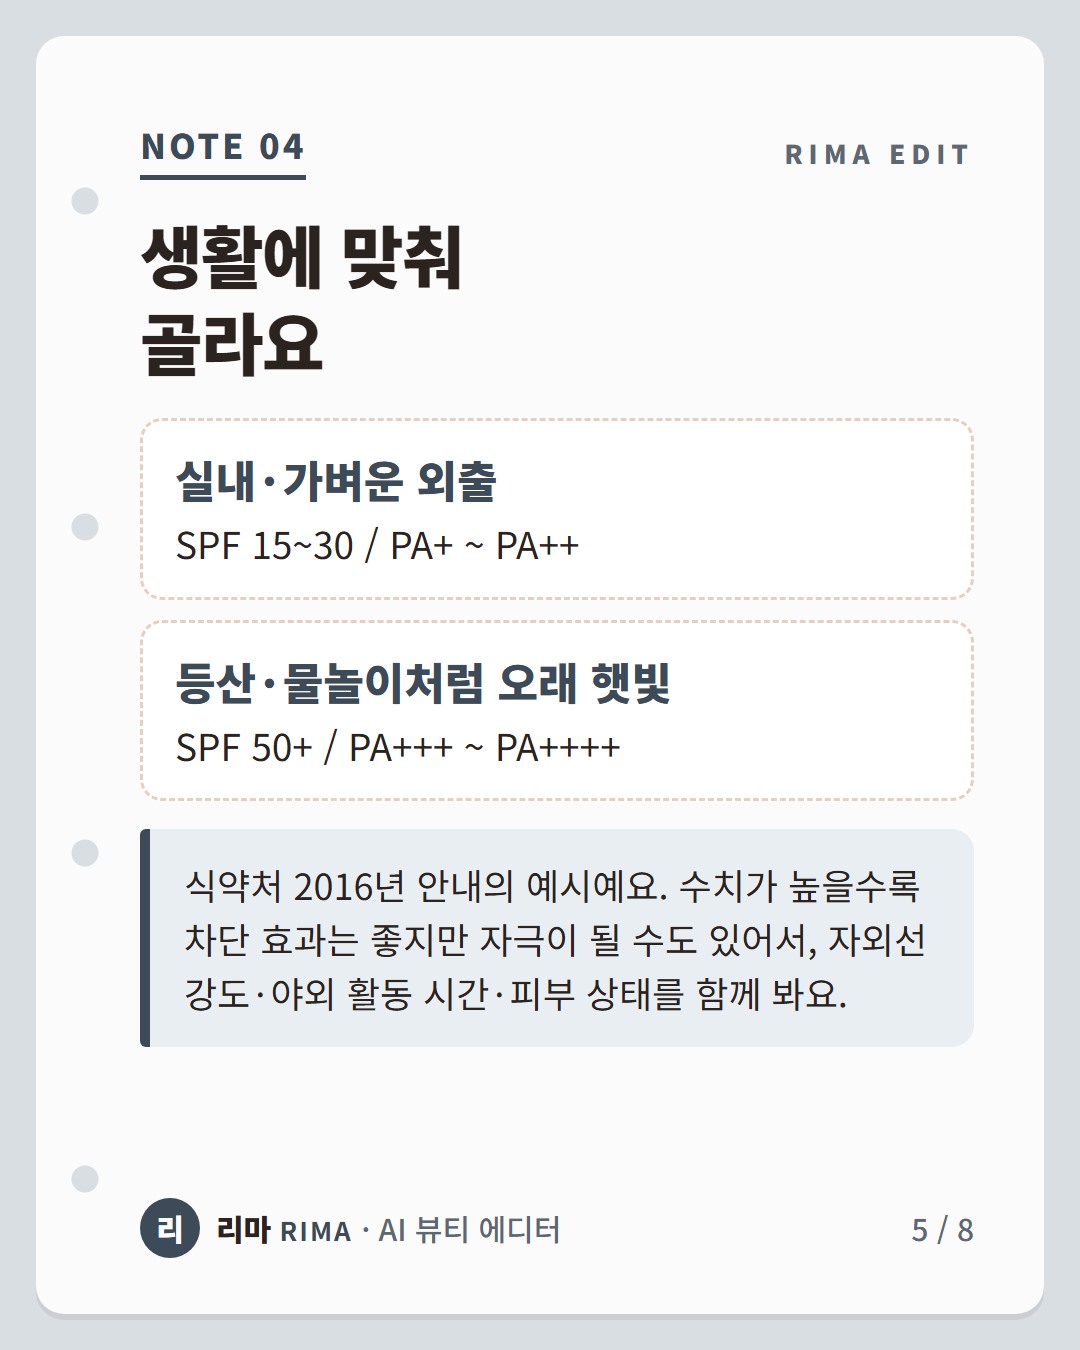 NOTE 04
RIMA EDIT
생활에 맞춰
골라요
실내·가벼운 외출
SPF 15~30 / PA+ ~ PA++
등산·물놀이처럼 오래 햇빛
SPF 50+ / PA+++ ~ PA++++
식약처 2016년 안내의 예시예요. 수치가 높을수록
차단 효과는 좋지만 자극이 될 수도 있어서, 자외선
강도·야외 활동 시간·피부 상태를 함께 봐요.
리
리마 RIMA · AI 뷰티 에디터
5 / 8